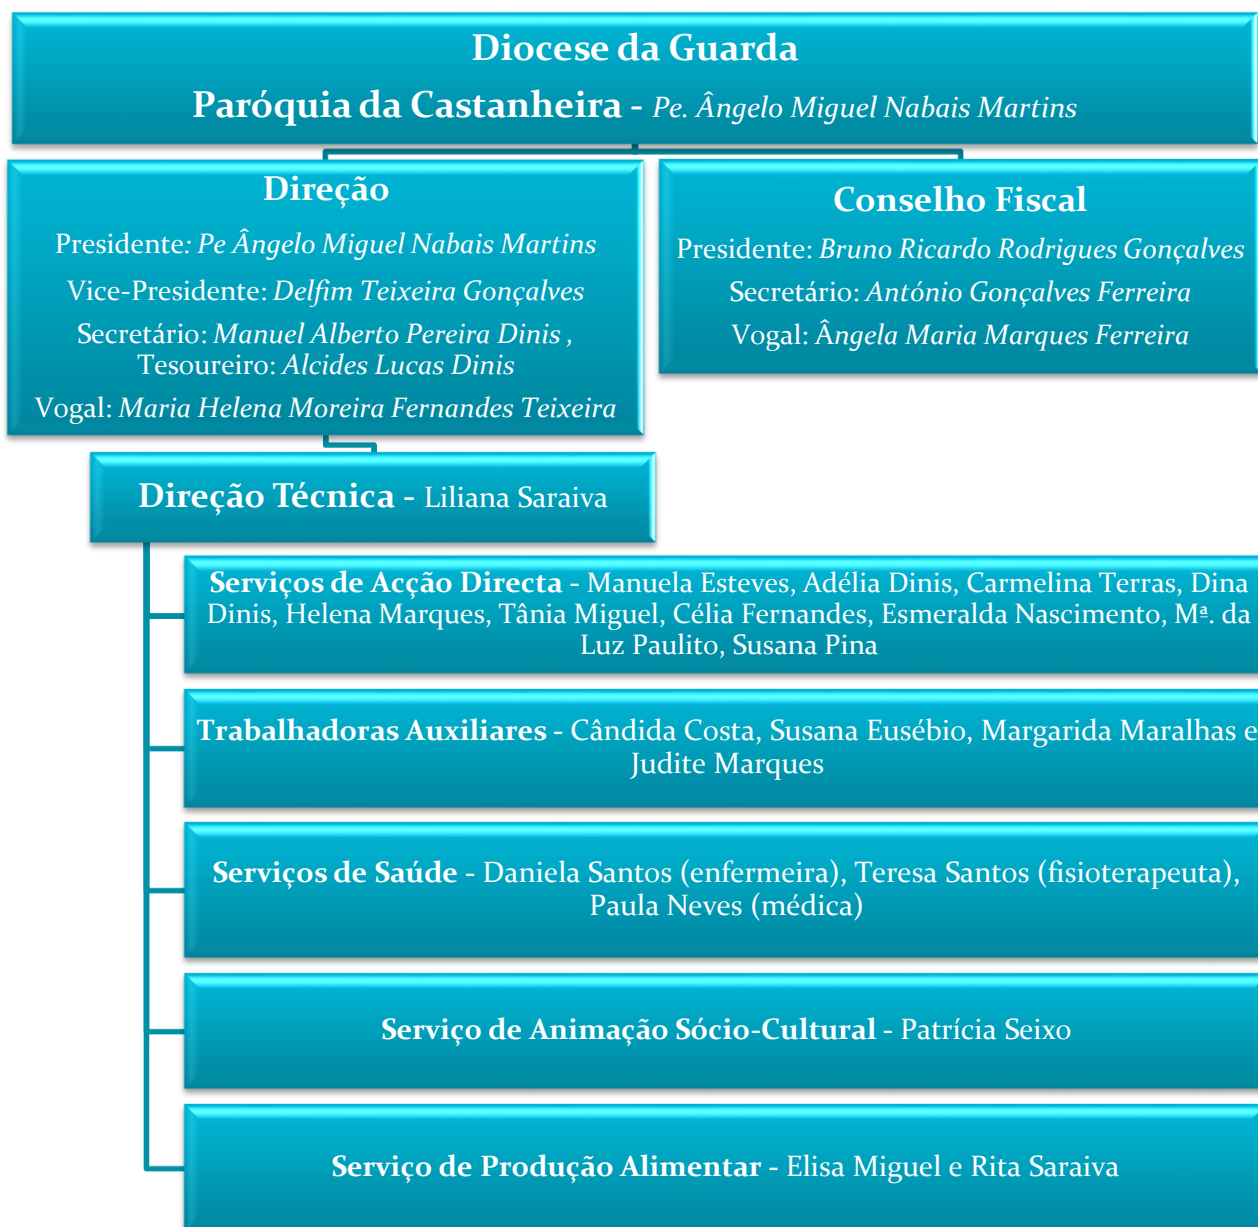 Diocese da Guarda
Paróquia da Castanheira - Pe. Ângelo Miguel Nabais Martins
Direção
Presidente: Pe Ângelo Miguel Nabais Martins
Vice-Presidente: Delfim Teixeira Gonçalves
Secretário: Manuel Alberto Pereira Dinis ,
Tesoureiro: Alcides Lucas Dinis
Vogal: Maria Helena Moreira Fernandes Teixeira
Conselho Fiscal
Presidente: Bruno Ricardo Rodrigues Gonçalves
Secretário: António Gonçalves Ferreira
Vogal: Ângela Maria Marques Ferreira
Direção Técnica - Liliana Saraiva
Serviços de Acção Directa - Manuela Esteves, Adélia Dinis, Carmelina Terras, Dina
Dinis, Helena Marques, Tânia Miguel, Célia Fernandes, Esmeralda Nascimento, Mª. da
Luz Paulito, Susana Pina
Trabalhadoras Auxiliares - Cândida Costa, Susana Eusébio, Margarida Maralhas e
Judite Marques
Serviços de Saúde - Daniela Santos (enfermeira), Teresa Santos (fisioterapeuta),
Paula Neves (médica)
Serviço de Animação Sócio-Cultural - Patrícia Seixo
Serviço de Produção Alimentar - Elisa Miguel e Rita Saraiva